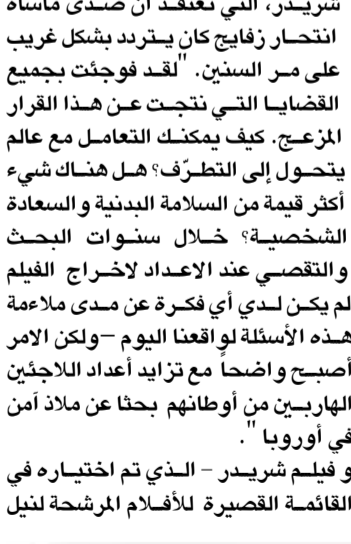 شريدر، التي تعتقد أن صدى مأساة
انتحار زفايج كان يتردد بشكل غريب
على مر السنين. "لقد فوجئت بجميع
القضايا التي نتجت عن هذا القرار
المزعج. كيف يمكنك التعامل مع عالم
يتحول إلى التطرّف؟ هل هناك شيء
أكثر قيمة من السلامة البدنية والسعادة
الشخصية؟ خلال سنوات البحث
والتقصي عند الاعداد لاخراج الفيلم
لم يكن لدي أي فكرة عن مدى ملاءمة
هذه الأسئلة لواقعنا اليوم –ولكن الامر
أصبح واضحاً مع تزايد أعداد اللاجئين
الهاربين من أوطانهم بحثا عن ملاذ آمن
في أوروبا ".
و فيلم شريدر – الذي تم اختياره في
القائمة القصيرة للأفلام المرشحة لنيل